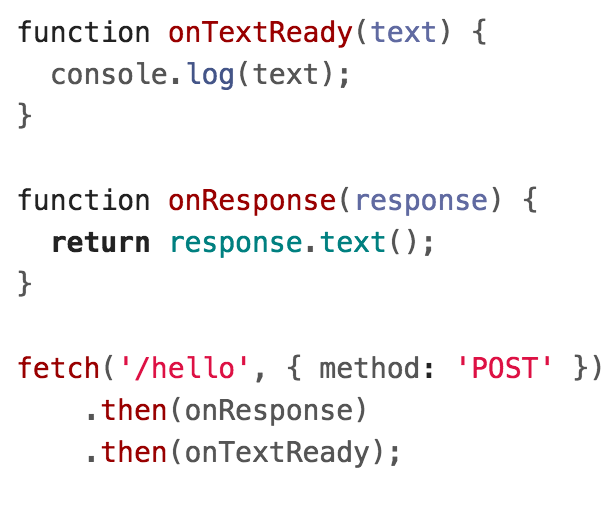 function onTextReady(text) {
  console.log(text);
}

function onResponse(response) {
  return response.text();
}

fetch('/hello', { method: 'POST' })
    .then(onResponse)
    .then(onTextReady);